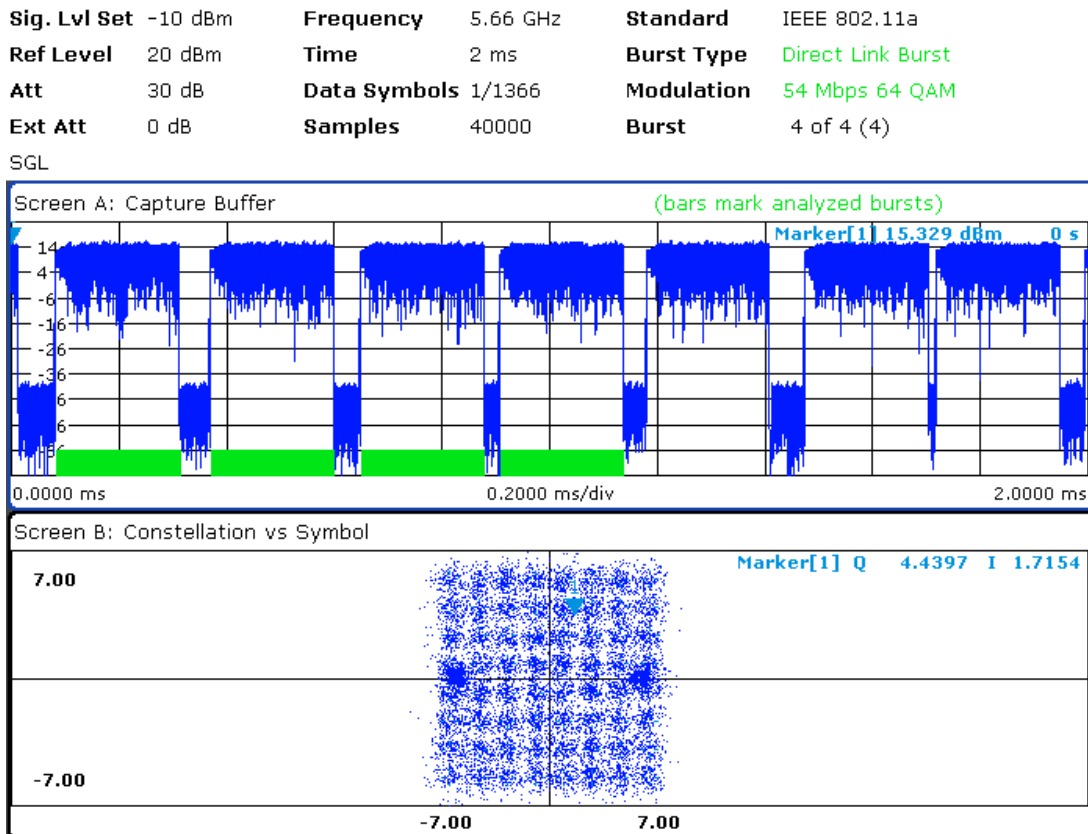 Sig. Lvl Set -10 dBm Frequency 5.66 GHz Standard IEEE 802.11a
Ref Level 20 dBm Time 2 ms Burst Type Direct Link Burst
Att 30 dB Data Symbols 1/1366 Modulation 54 Mbps 64 QAM
Ext Att 0 dB Samples 40000 Burst 4 of 4 (4)
SGL
Screen A: Capture Buffer (bars mark analyzed bursts)
Marker[1] 15.329 dBm 0 s
14
4
-6
-16
-26
-36
6
6
0.0000 ms 0.2000 ms/div 2.0000 ms
Screen B: Constellation vs Symbol
Marker[1] Q 4.4397 I 1.7154
7.00
1
-7.00
-7.00 7.00